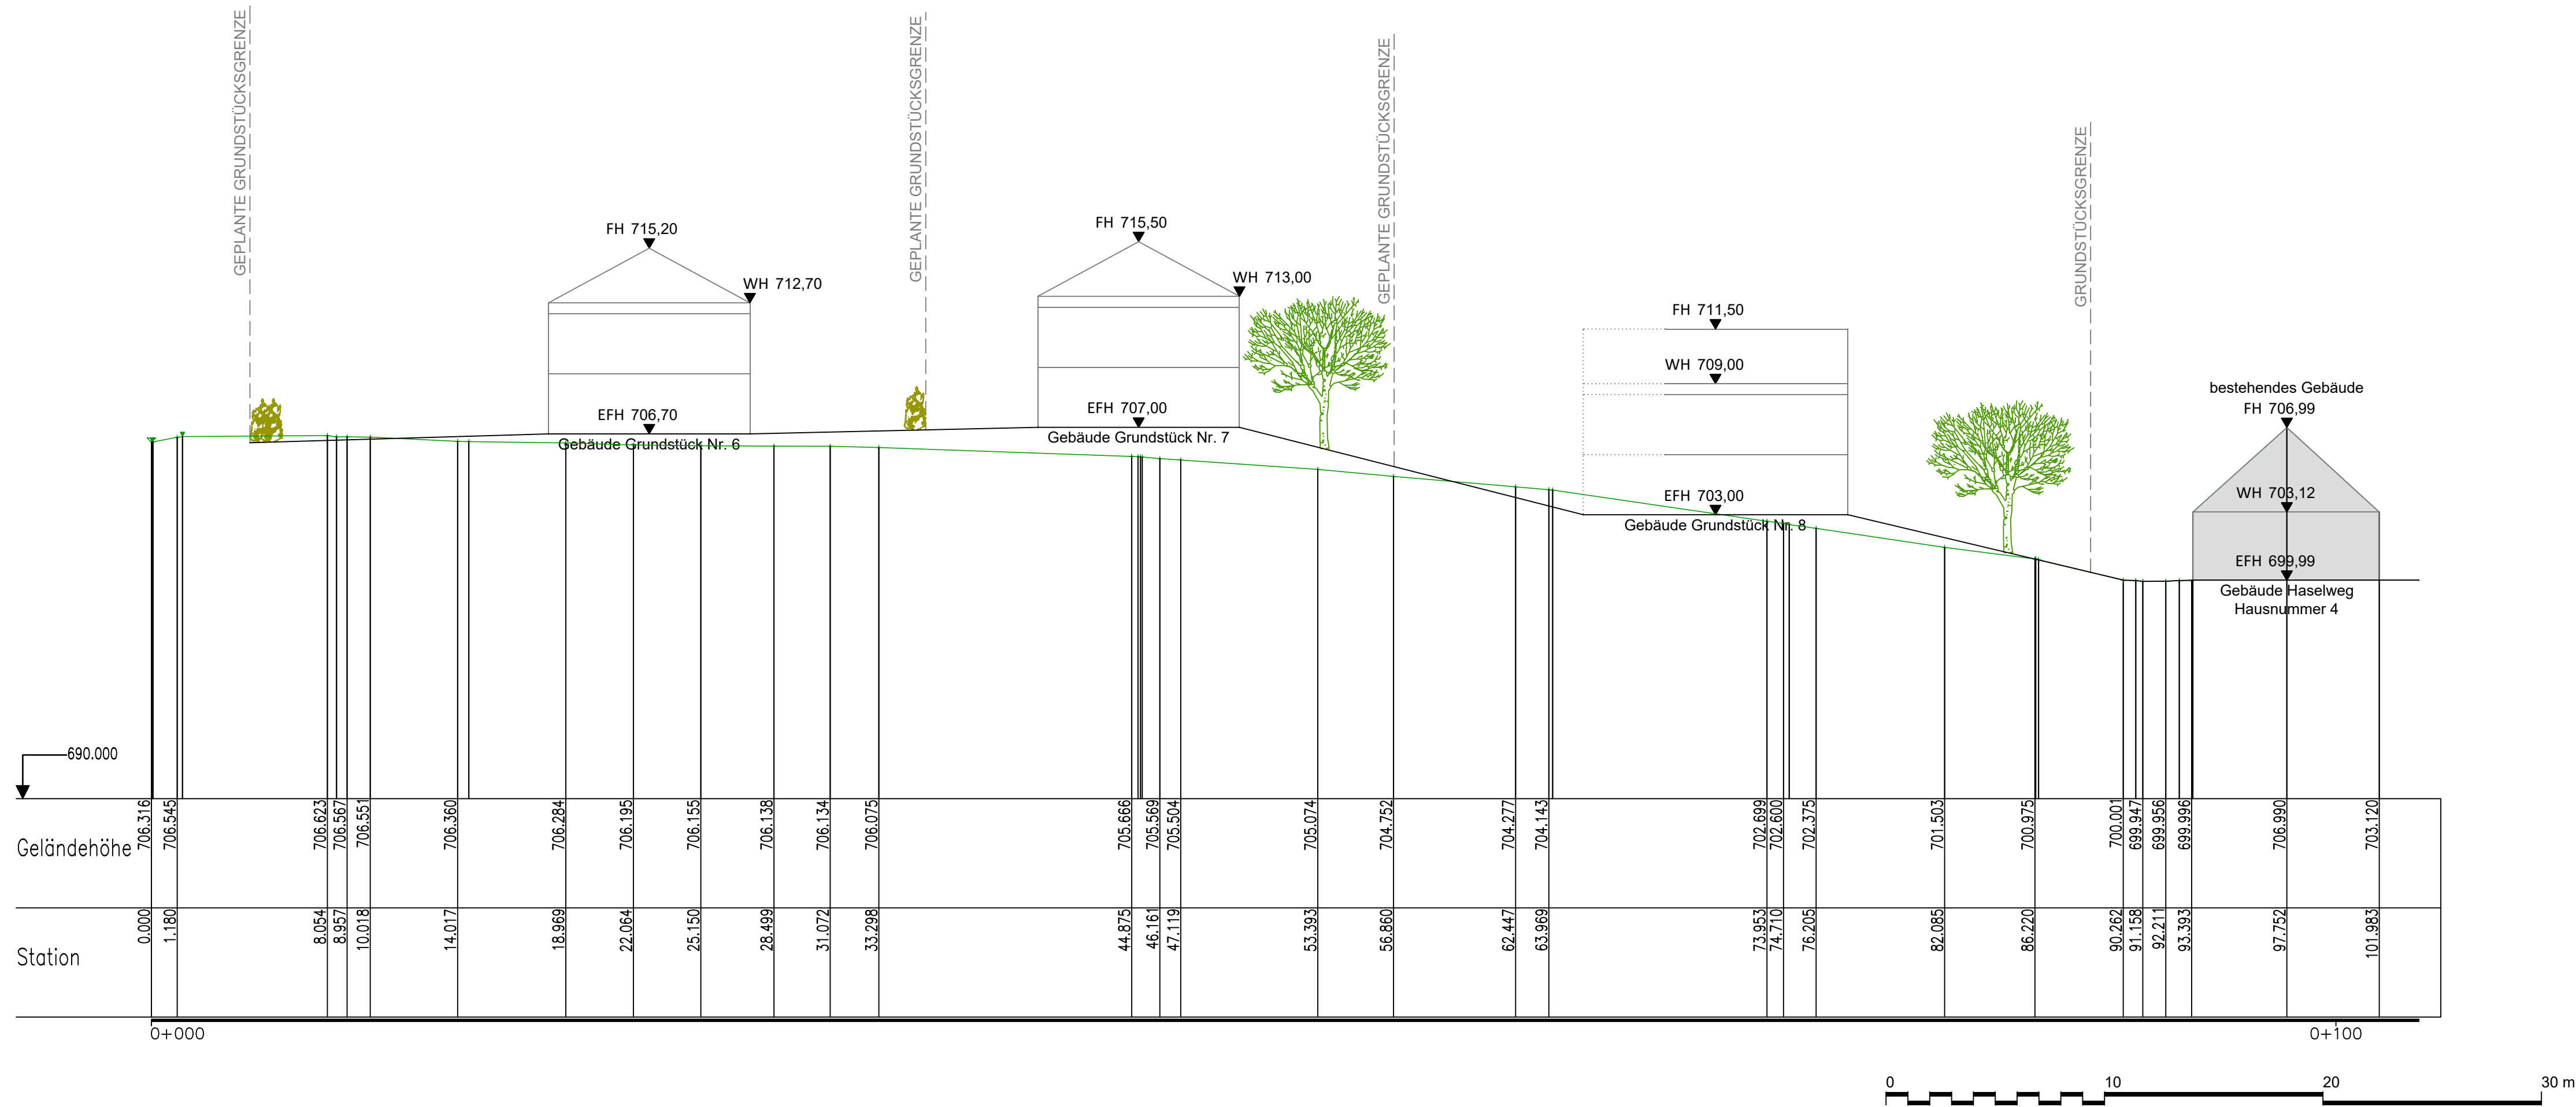 GEPLANTE GRUNDSTÜCKSGRENZE
GEPLANTE GRUNDSTÜCKSGRENZE
GEPLANTE GRUNDSTÜCKSGRENZE
GRUNDSTÜCKSGRENZE
FH 715,20
WH 712,70
EFH 706,70
Gebäude Grundstück Nr. 6
FH 715,50
WH 713,00
EFH 707,00
Gebäude Grundstück Nr. 7
FH 711,50
WH 709,00
EFH 703,00
Gebäude Grundstück Nr. 8
bestehendes Gebäude
FH 706,99
WH 703,12
EFH 699,99
Gebäude Haselweg
Hausnummer 4
690.000
Geländehöhe 706.316 706.545 706.623 706.567 706.551 706.360 706.284 706.195 706.155 706.138 706.134 706.075 705.666 705.569 705.504 705.074 704.752 704.277 704.143 702.699 702.600 702.375 701.503 700.975 700.001 699.947 699.956 699.996 706.990 703.120
Station 0.000 1.180 8.054 8.957 10.018 14.017 18.969 22.064 25.150 28.499 31.072 33.298 44.875 46.161 47.119 53.393 56.860 62.447 63.969 73.953 74.710 76.205 82.085 86.220 90.262 91.158 92.211 93.393 97.752 101.983
0+000 0+100
0 10 20 30 m